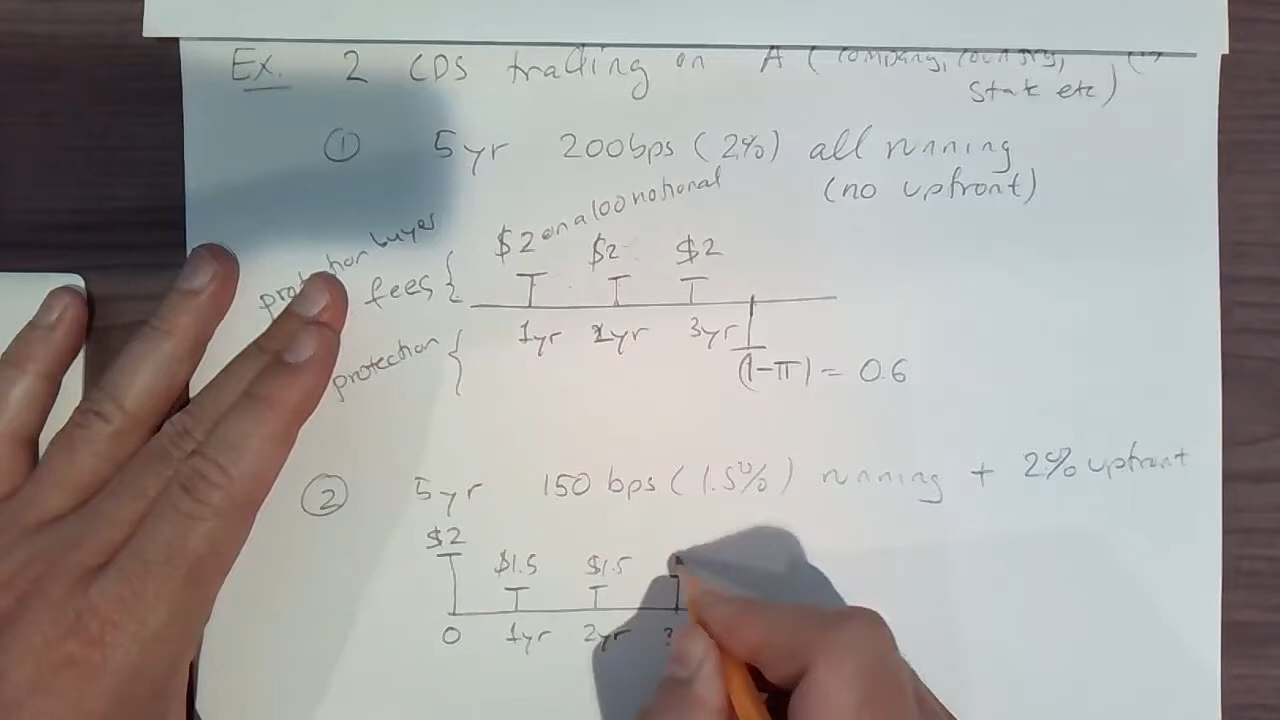 Ex. 2 CDS trading on A (company, country,
state etc)
① 5yr 200bps (2%) all running
(no upfront)
protection buyer
fees { $2 on a 100 notional $2 $2
1yr 2yr 3yr
protection {
(1-π) = 0.6
② 5yr 150 bps (1.5%) running + 2% upfront
$2 $1.5 $1.5
0 1yr 2yr 3